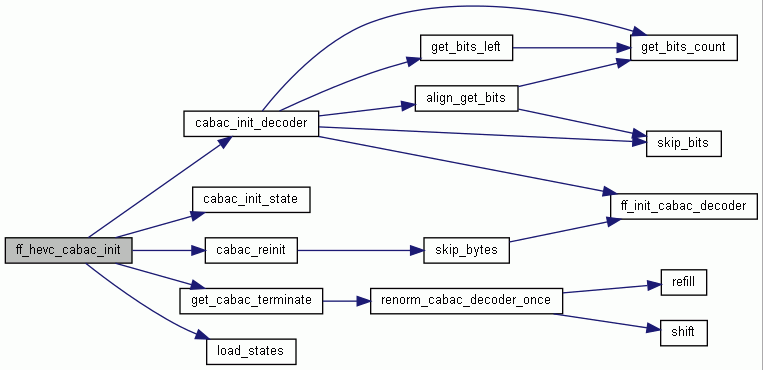 get_bits_left
get_bits_count
align_get_bits
cabac_init_decoder
skip_bits
cabac_init_state
ff_init_cabac_decoder
ff_hevc_cabac_init
cabac_reinit
skip_bytes
refill
get_cabac_terminate
renorm_cabac_decoder_once
shift
load_states